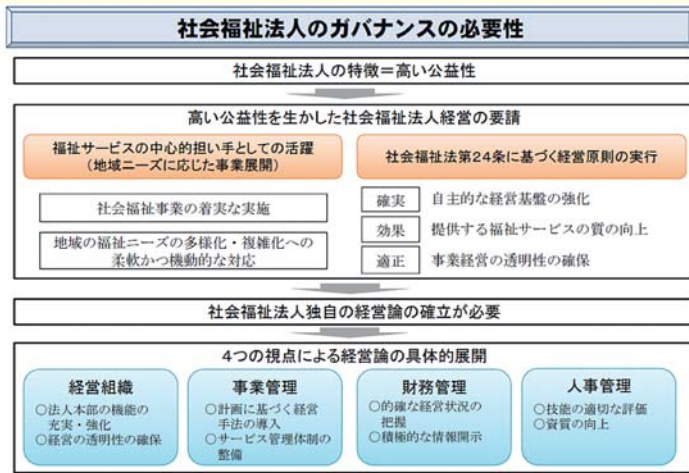 社会福祉法人のガバナンスの必要性
社会福祉法人の特徴＝高い公益性
高い公益性を生かした社会福祉法人経営の要請
福祉サービスの中心的担い手としての活躍
(地域ニーズに応じた事業展開)
社会福祉事業の着実な実施
地域の福祉ニーズの多様化・複雑化への
柔軟かつ機動的な対応
社会福祉法第24条に基づく経営原則の実行
確実 自主的な経営基盤の強化
効果 提供する福祉サービスの質の向上
適正 事業経営の透明性の確保
社会福祉法人独自の経営論の確立が必要
4つの視点による経営論の具体的展開
経営組織
○法人本部の機能の
充実・強化
○経営の透明性の確保
事業管理
○計画に基づく経営
手法の導入
○サービス管理体制の
整備
財務管理
○的確な経営状況の
把握
○積極的な情報開示
人事管理
○技能の適切な評価
○資質の向上